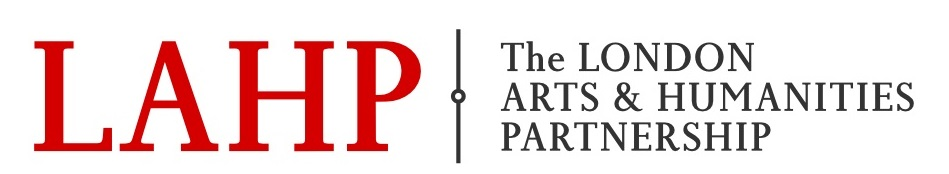 LAHP
The LONDON
ARTS & HUMANITIES
PARTNERSHIP